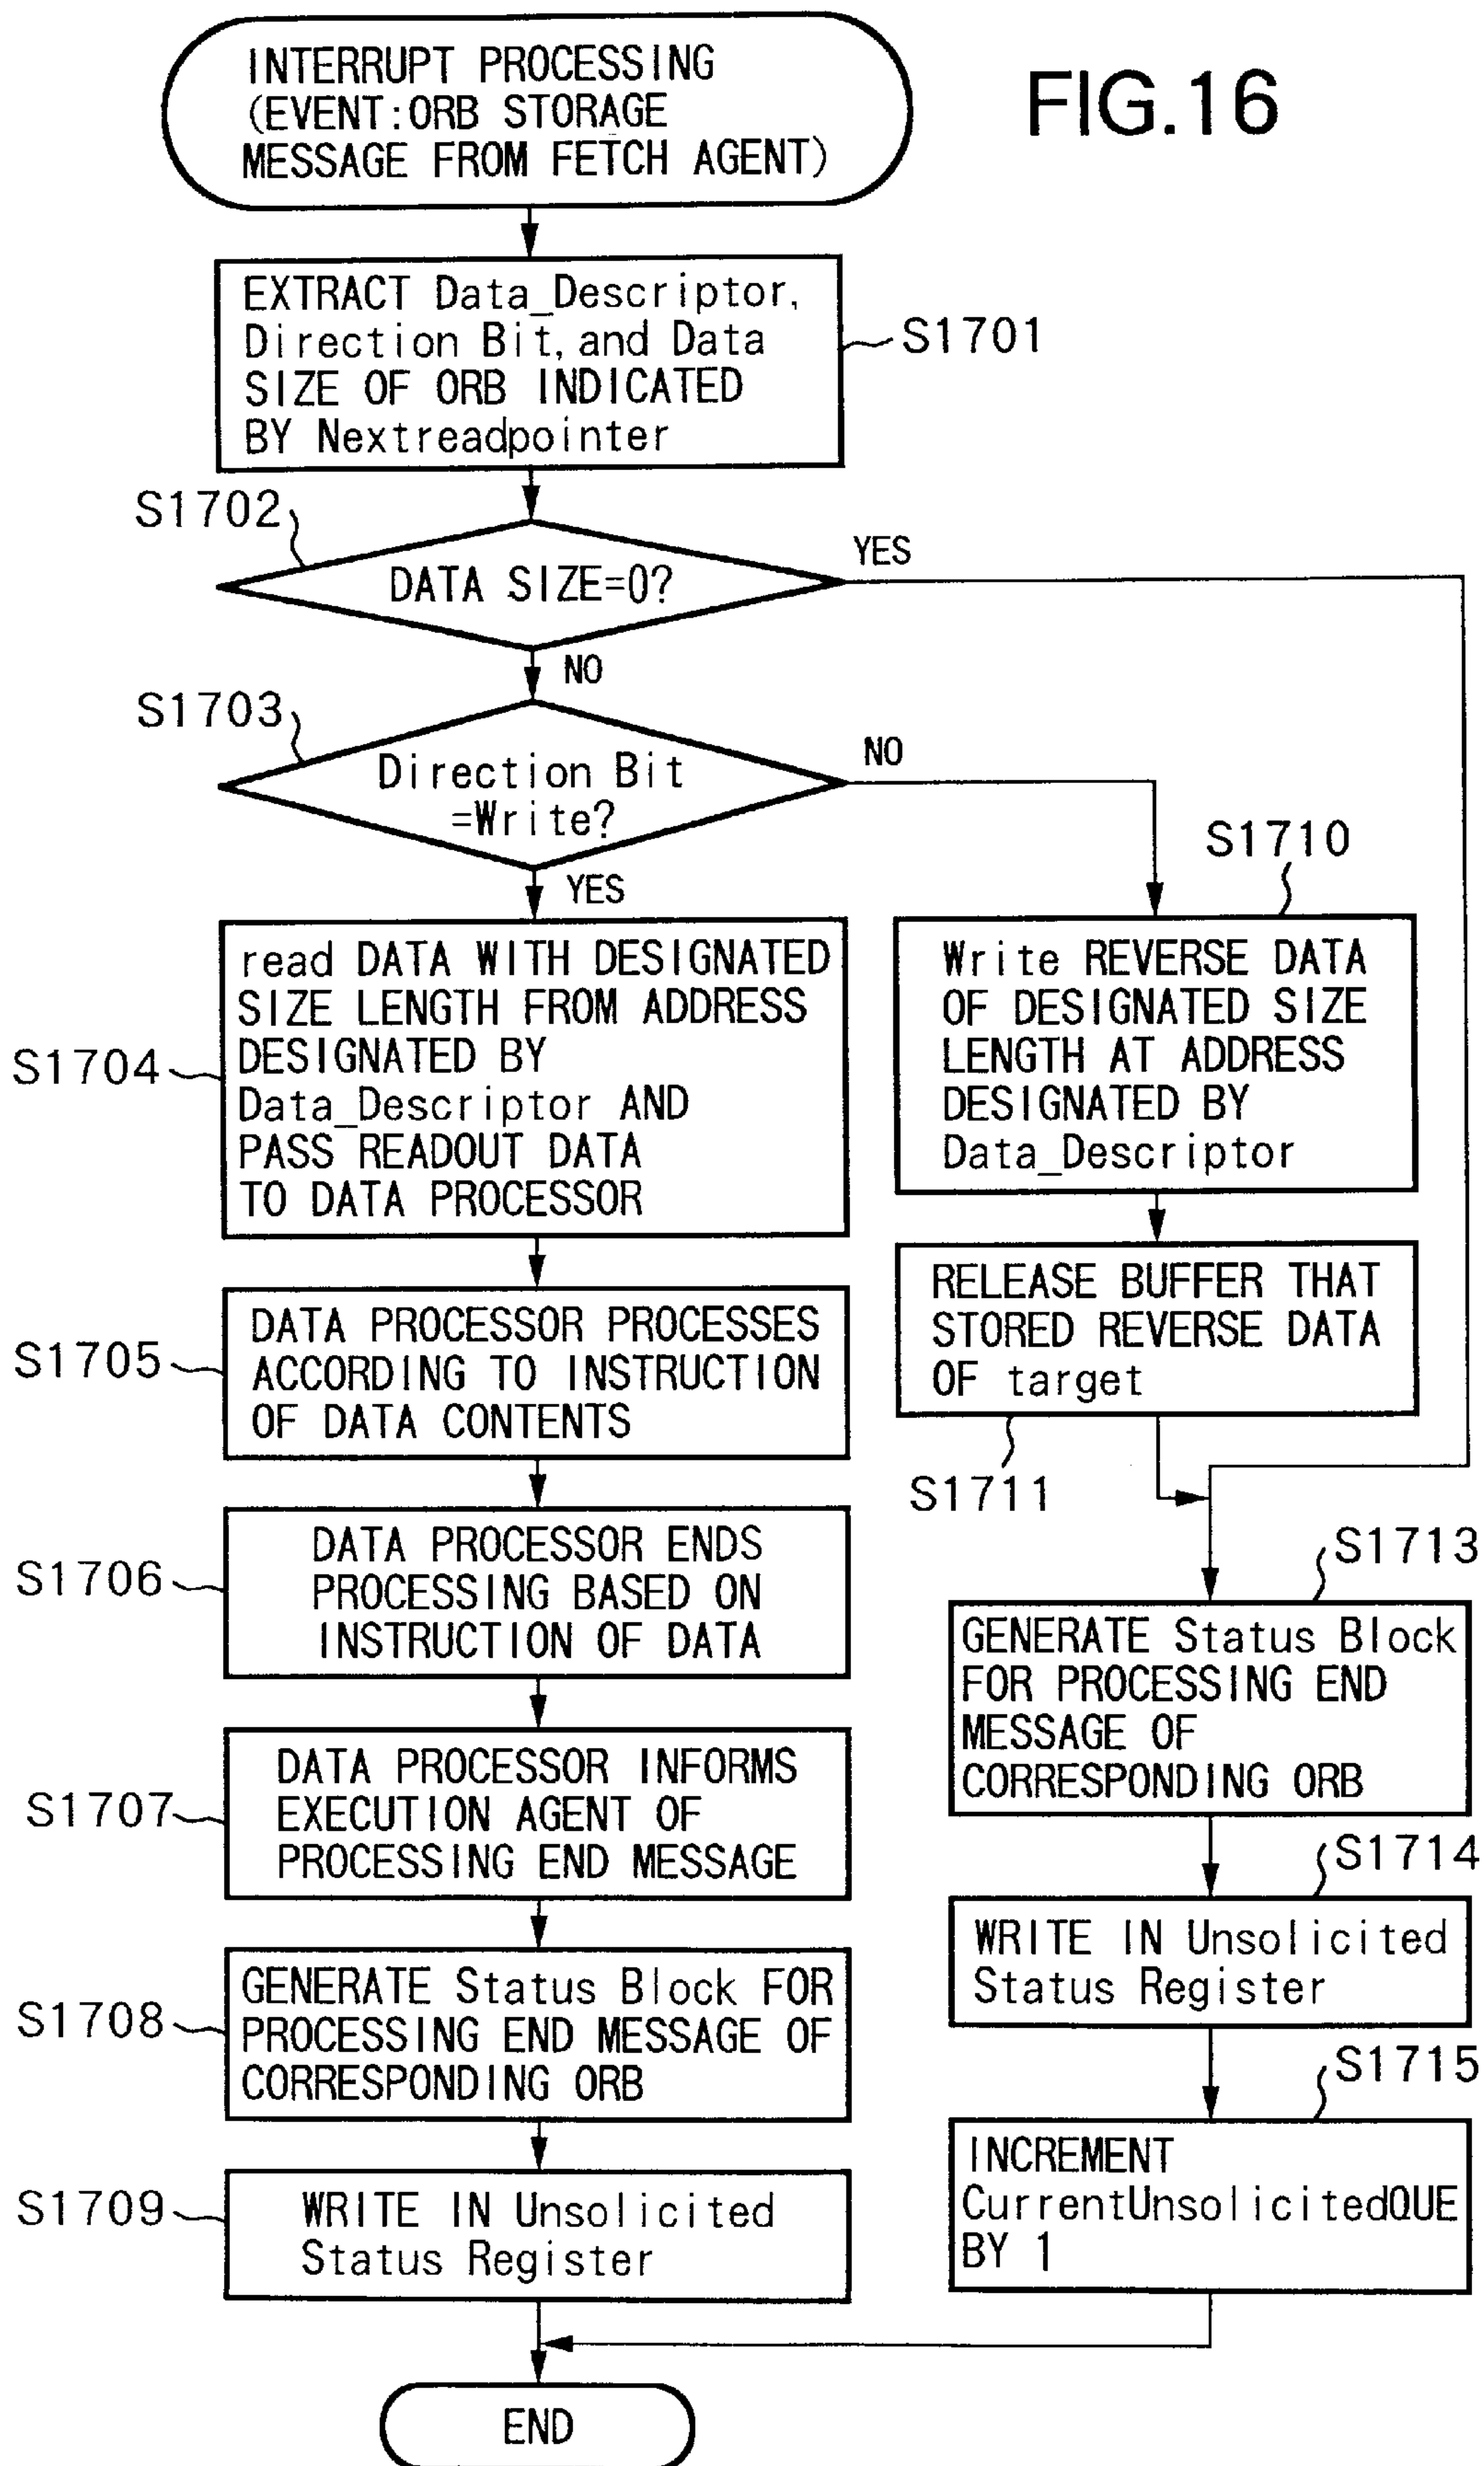 FIG.16
INTERRUPT PROCESSING
(EVENT:ORB STORAGE
MESSAGE FROM FETCH AGENT)
EXTRACT Data_Descriptor,
Direction Bit, and Data
SIZE OF ORB INDICATED
BY Nextreadpointer
S1701
S1702
DATA SIZE=0?
YES
NO
S1703
Direction Bit
=Write?
NO
YES
S1704
read DATA WITH DESIGNATED
SIZE LENGTH FROM ADDRESS
DESIGNATED BY
Data_Descriptor AND
PASS READOUT DATA
TO DATA PROCESSOR
S1705
DATA PROCESSOR PROCESSES
ACCORDING TO INSTRUCTION
OF DATA CONTENTS
S1706
DATA PROCESSOR ENDS
PROCESSING BASED ON
INSTRUCTION OF DATA
S1707
DATA PROCESSOR INFORMS
EXECUTION AGENT OF
PROCESSING END MESSAGE
S1708
GENERATE Status Block FOR
PROCESSING END MESSAGE OF
CORRESPONDING ORB
S1709
WRITE IN Unsolicited
Status Register
S1710
Write REVERSE DATA
OF DESIGNATED SIZE
LENGTH AT ADDRESS
DESIGNATED BY
Data_Descriptor
RELEASE BUFFER THAT
STORED REVERSE DATA
OF target
S1711
S1713
GENERATE Status Block
FOR PROCESSING END
MESSAGE OF
CORRESPONDING ORB
S1714
WRITE IN Unsolicited
Status Register
S1715
INCREMENT
CurrentUnsolicitedQUE
BY 1
END